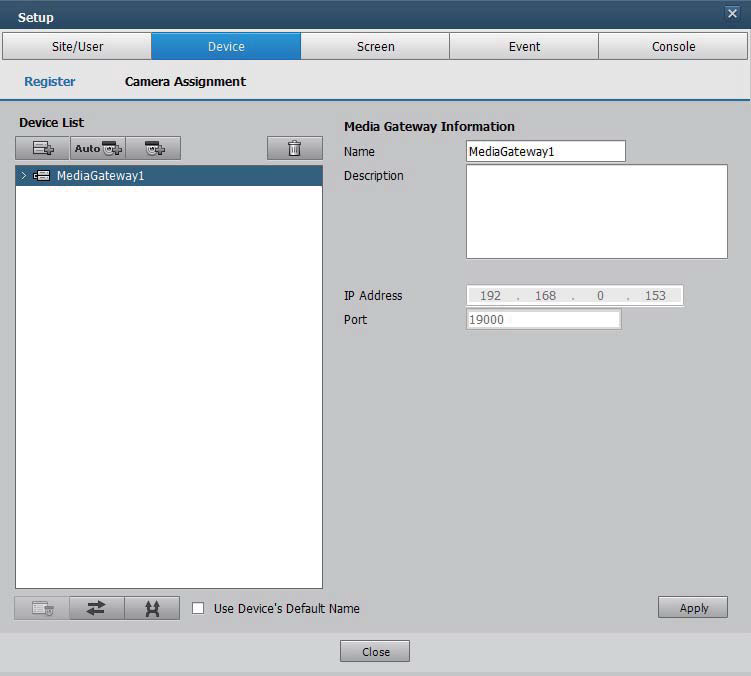 Setup
Site/User Device Screen Event Console
Register Camera Assignment
Device List
Auto
MediaGateway1
Media Gateway Information
Name MediaGateway1
Description
IP Address 192 . 168 . 0 . 153
Port 19000
Use Device's Default Name
Apply
Close